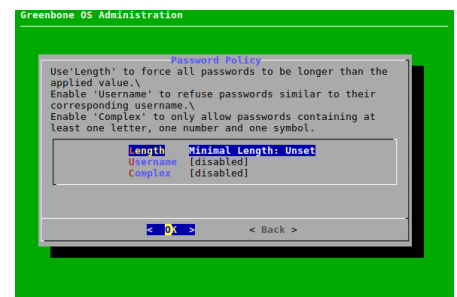 Greenbone OS Administration
Password Policy
Use'Length' to force all passwords to be longer than the
applied value.\
Enable 'Username' to refuse passwords similar to their
corresponding username.\
Enable 'Complex' to only allow passwords containing at
least one letter, one number and one symbol.
Length Minimal Length: Unset
Username [disabled]
Complex [disabled]
< OK > < Back >